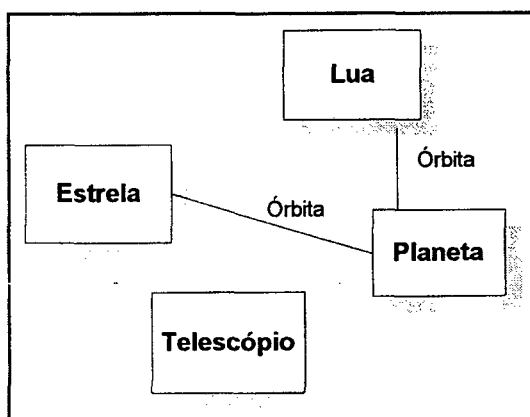 Lua
Órbita
Estrela
Órbita
Planeta
Telescópio